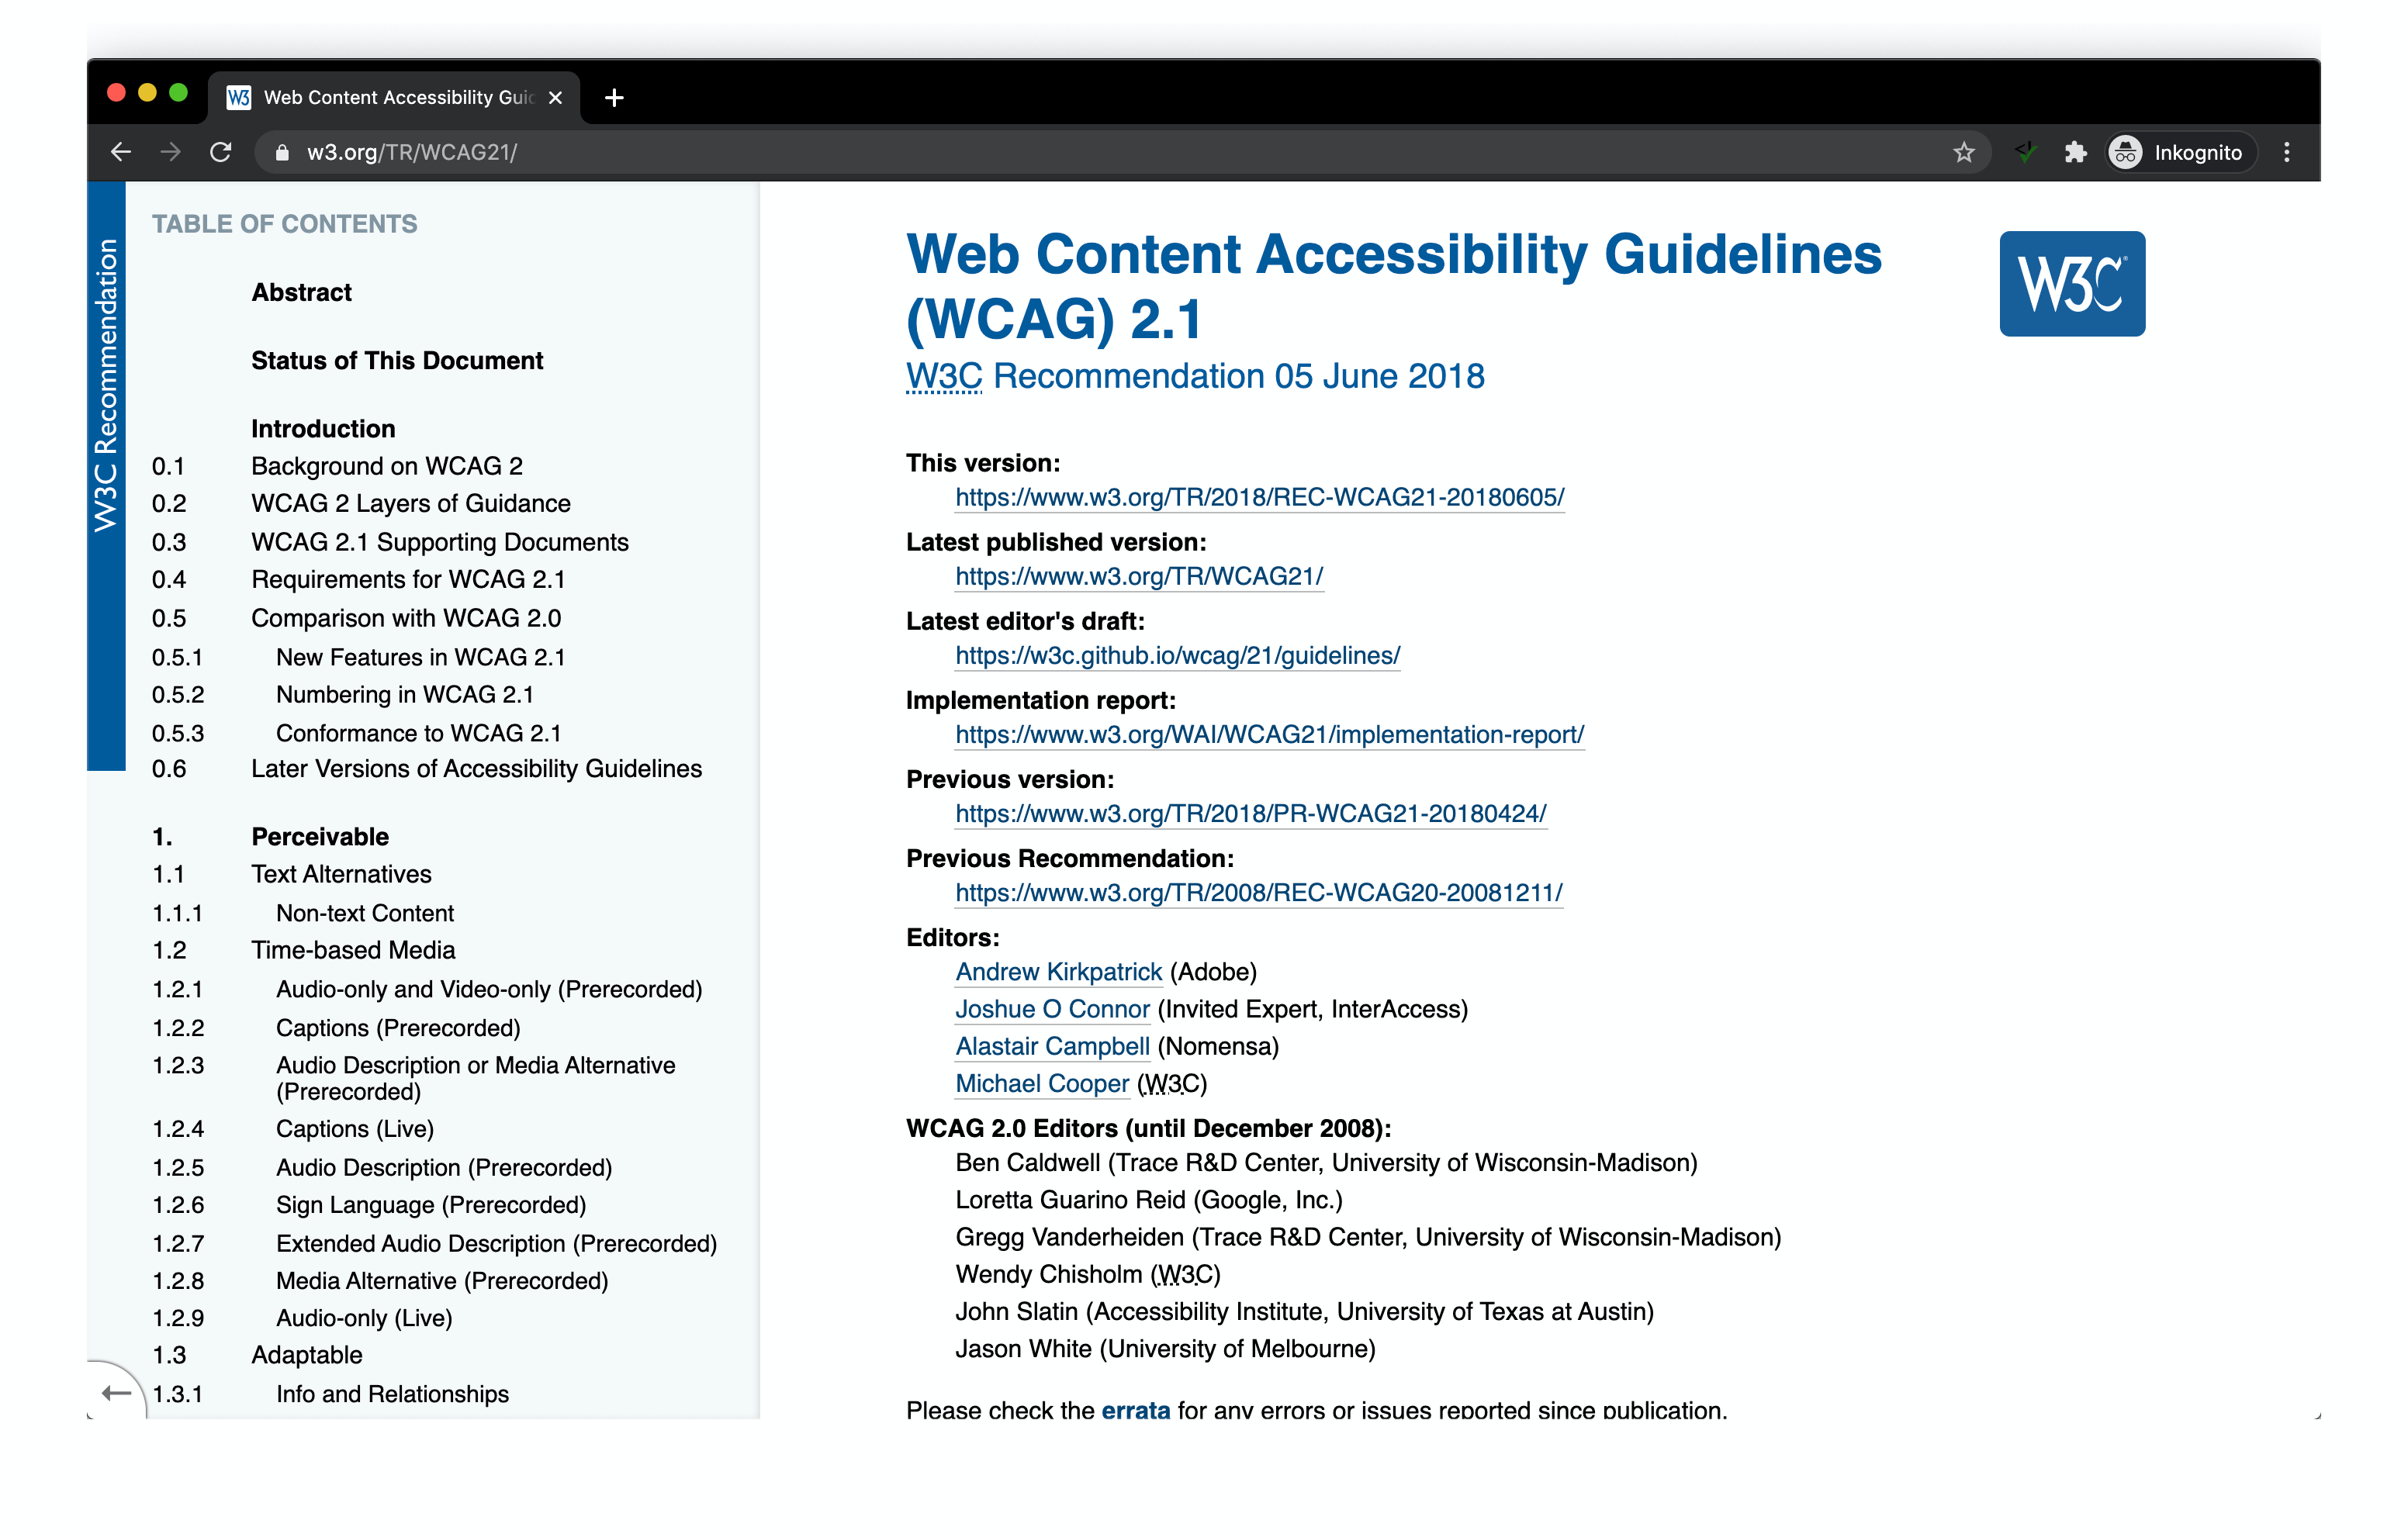 W3 Web Content Accessibility Guic
w3.org/TR/WCAG21/
Inkognito
W3C Recommendation
TABLE OF CONTENTS
Abstract
Status of This Document
Introduction
0.1 Background on WCAG 2
0.2 WCAG 2 Layers of Guidance
0.3 WCAG 2.1 Supporting Documents
0.4 Requirements for WCAG 2.1
0.5 Comparison with WCAG 2.0
0.5.1 New Features in WCAG 2.1
0.5.2 Numbering in WCAG 2.1
0.5.3 Conformance to WCAG 2.1
0.6 Later Versions of Accessibility Guidelines
1. Perceivable
1.1 Text Alternatives
1.1.1 Non-text Content
1.2 Time-based Media
1.2.1 Audio-only and Video-only (Prerecorded)
1.2.2 Captions (Prerecorded)
1.2.3 Audio Description or Media Alternative
(Prerecorded)
1.2.4 Captions (Live)
1.2.5 Audio Description (Prerecorded)
1.2.6 Sign Language (Prerecorded)
1.2.7 Extended Audio Description (Prerecorded)
1.2.8 Media Alternative (Prerecorded)
1.2.9 Audio-only (Live)
1.3 Adaptable
1.3.1 Info and Relationships
Web Content Accessibility Guidelines
(WCAG) 2.1
W3C Recommendation 05 June 2018
W3C
This version:
https://www.w3.org/TR/2018/REC-WCAG21-20180605/
Latest published version:
https://www.w3.org/TR/WCAG21/
Latest editor's draft:
https://w3c.github.io/wcag/21/guidelines/
Implementation report:
https://www.w3.org/WAI/WCAG21/implementation-report/
Previous version:
https://www.w3.org/TR/2018/PR-WCAG21-20180424/
Previous Recommendation:
https://www.w3.org/TR/2008/REC-WCAG20-20081211/
Editors:
Andrew Kirkpatrick (Adobe)
Joshue O Connor (Invited Expert, InterAccess)
Alastair Campbell (Nomensa)
Michael Cooper (W3C)
WCAG 2.0 Editors (until December 2008):
Ben Caldwell (Trace R&D Center, University of Wisconsin-Madison)
Loretta Guarino Reid (Google, Inc.)
Gregg Vanderheiden (Trace R&D Center, University of Wisconsin-Madison)
Wendy Chisholm (W3C)
John Slatin (Accessibility Institute, University of Texas at Austin)
Jason White (University of Melbourne)
Please check the errata for any errors or issues reported since publication.